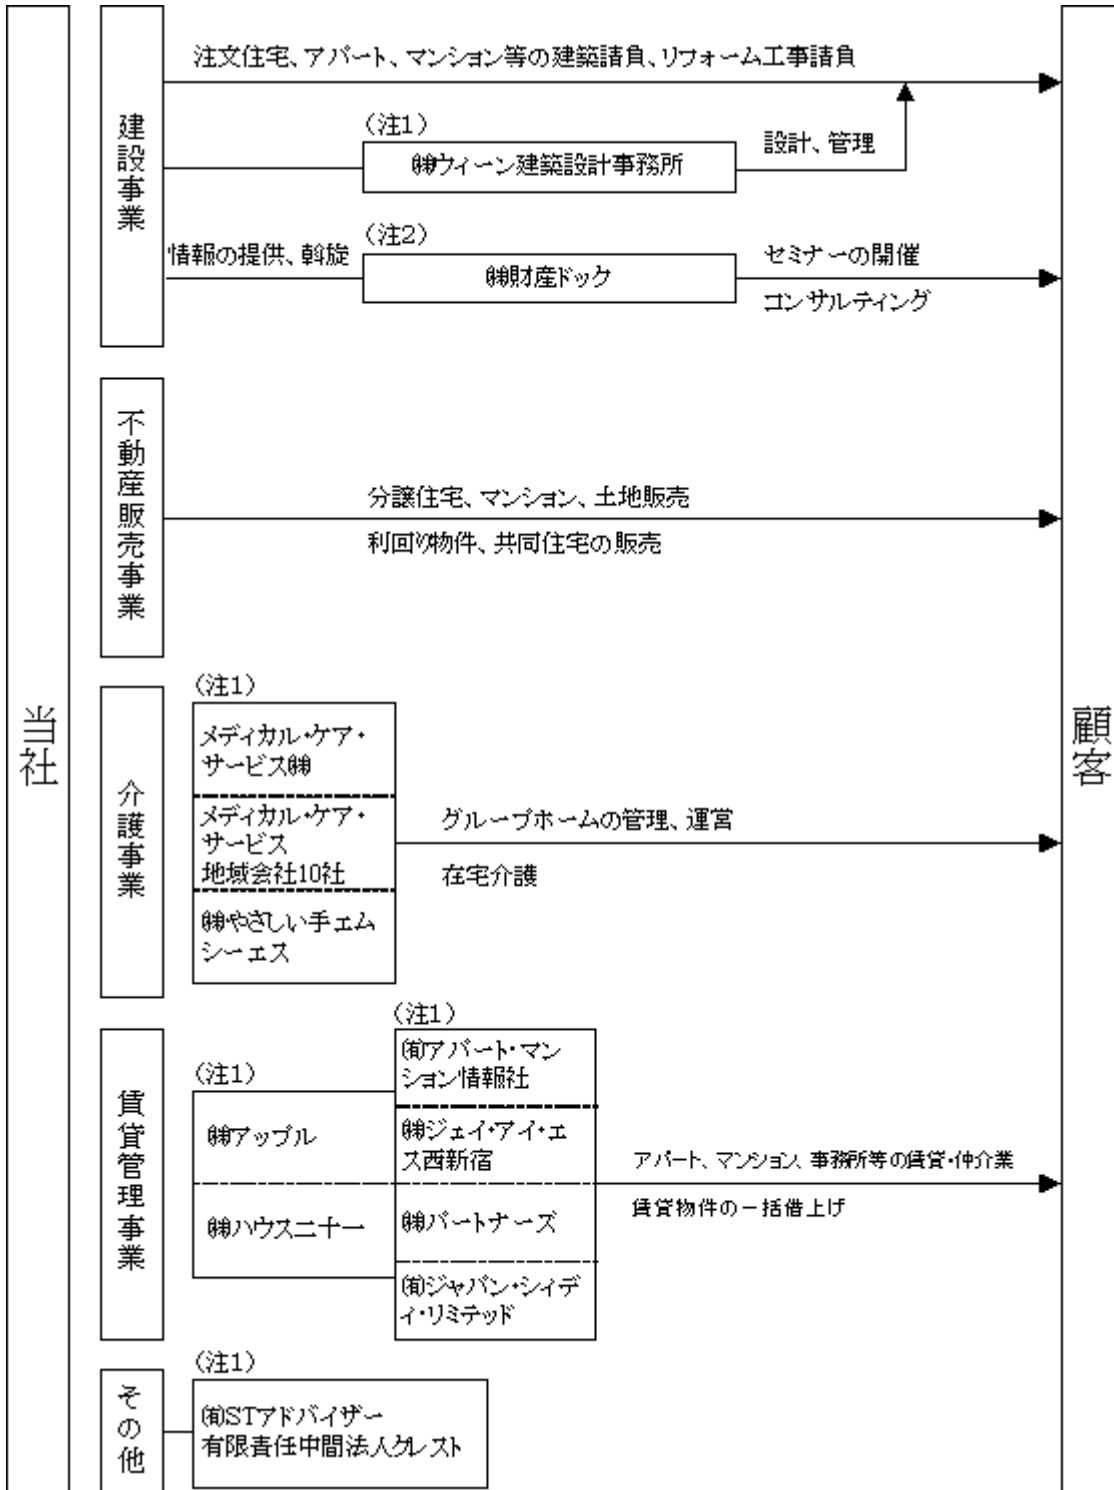 当社
建設事業
注文住宅、アパート、マンション等の建築請負、リフォーム工事請負
（注1）
㈱ウィーン建築設計事務所
設計、管理
情報の提供、斡旋
（注2）
㈱財産ドック
セミナーの開催
コンサルティング
不動産販売事業
分譲住宅、マンション、土地販売
利回り物件、共同住宅の販売
介護事業
（注1）
メディカル・ケア・
サービス㈱
メディカル・ケア・
サービス
地域会社10社
㈱やさしい手エム
シーエス
グループホームの管理、運営
在宅介護
賃貸管理事業
（注1）
㈱アップル
㈱ハウス二十一
（注1）
㈲アパート・マン
ション情報社
㈱ジェイ・アイ・エ
ス西新宿
㈱パートナーズ
㈲ジャパン・シィデ
ィ・リミテッド
アパート、マンション、事務所等の賃貸・仲介業
賃貸物件の一括借上げ
その他
（注1）
㈲STアドバイザー
有限責任中間法人クレスト
顧客